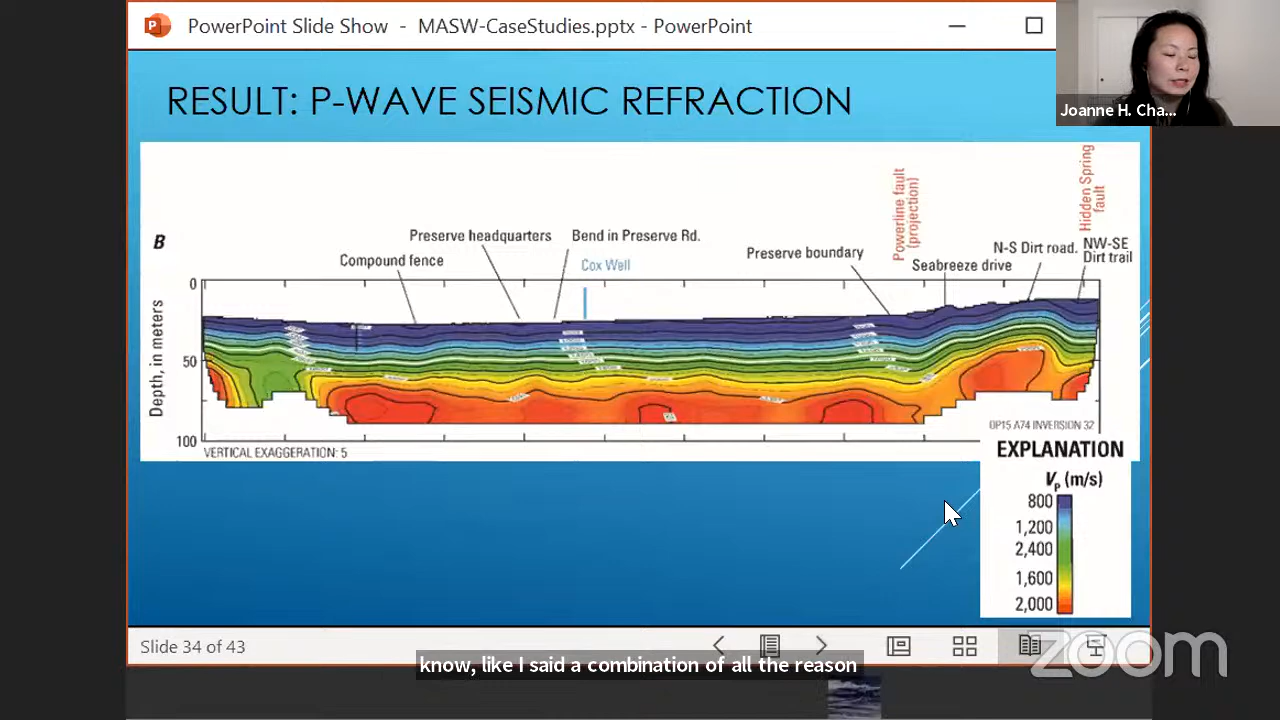 PowerPoint Slide Show - MASW-CaseStudies.pptx - PowerPoint
Joanne H. Cha...
RESULT: P-WAVE SEISMIC REFRACTION
B
Compound fence
Preserve headquarters
Bend in Preserve Rd.
Cox Well
Preserve boundary
Powerline fault
(projection)
Seabreeze drive
N-S Dirt road.
Hidden Spring
fault
NW-SE
Dirt trail
Depth, in meters
0
50
100
VERTICAL EXAGGERATION: 5
OP15 A74 INVERSION 32
EXPLANATION
Vp (m/s)
800
1,200
2,400
1,600
2,000
Slide 34 of 43
know, like I said a combination of all the reason
zoom